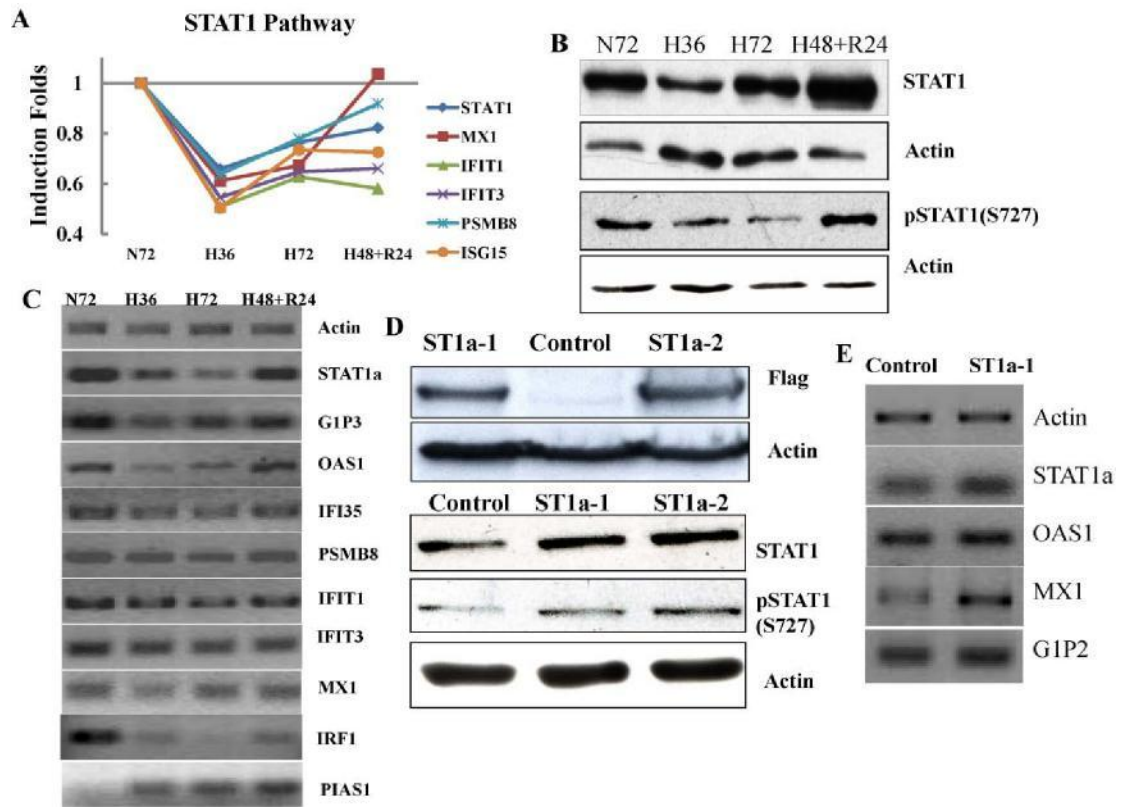 A
STAT1 Pathway
Induction Folds
1
0.8
0.6
0.4
N72 H36 H72 H48+R24
STAT1
MX1
IFIT1
IFIT3
PSMB8
ISG15
B
N72 H36 H72 H48+R24
STAT1
Actin
pSTAT1(S727)
Actin
C
N72 H36 H72 H48+R24
Actin
STAT1a
G1P3
OAS1
IFI35
PSMB8
IFIT1
IFIT3
MX1
IRF1
PIAS1
D
ST1a-1 Control ST1a-2
Flag
Actin
Control ST1a-1 ST1a-2
STAT1
pSTAT1
(S727)
Actin
E
Control ST1a-1
Actin
STAT1a
OAS1
MX1
G1P2